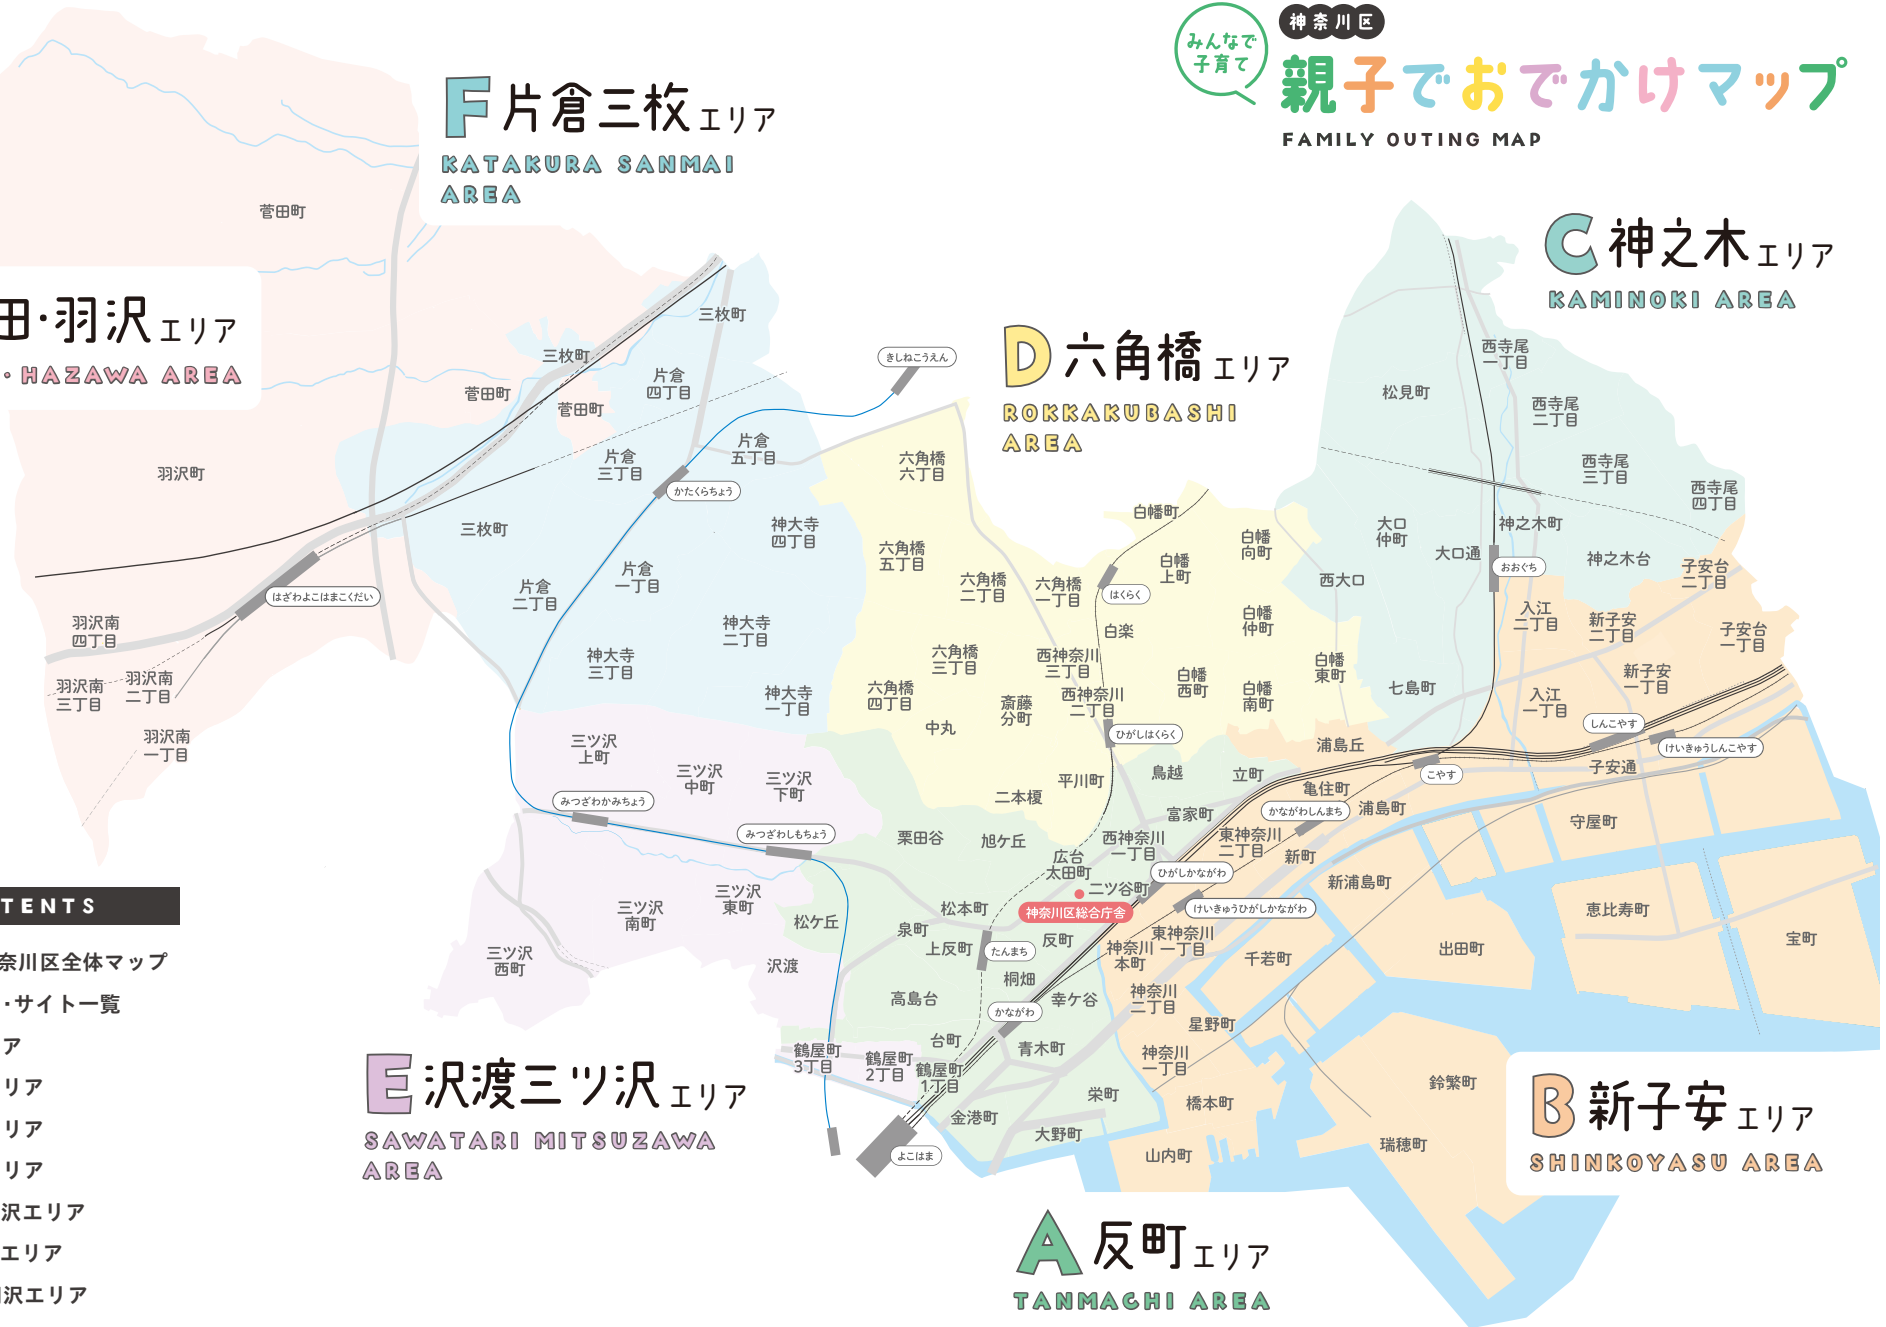 みんなで
子育て
神奈川区
親子でおでかけマップ
FAMILY OUTING MAP
F 片倉三枚エリア
KATAKURA SANMAI
AREA
C 神之木エリア
KAMINOKI AREA
D 六角橋エリア
ROKKAKUBASHI
AREA
田・羽沢エリア
・HAZAWA AREA
菅田町
三枚町
三枚町
菅田町
菅田町
片倉
四丁目
きしねこうえん
片倉
五丁目
片倉
三丁目
かたくらちょう
羽沢町
三枚町
神大寺
四丁目
片倉
一丁目
片倉
二丁目
はざわよこはまこくだい
神大寺
二丁目
神大寺
三丁目
神大寺
一丁目
羽沢南
四丁目
羽沢南
三丁目
羽沢南
二丁目
羽沢南
一丁目
六角橋
六丁目
六角橋
五丁目
六角橋
二丁目
六角橋
一丁目
六角橋
三丁目
六角橋
四丁目
白幡町
白幡
向町
白幡
上町
はくらく
白楽
白幡
仲町
西神奈川
三丁目
西神奈川
二丁目
白幡
西町
白幡
南町
白幡
東町
斎藤
分町
中丸
ひがしはくらく
平川町
二本榎
西寺尾
一丁目
松見町
西寺尾
二丁目
西寺尾
三丁目
西寺尾
四丁目
大口
仲町
神之木町
大口通
おおぐち
神之木台
西大口
七島町
子安台
二丁目
入江
二丁目
新子安
二丁目
子安台
一丁目
新子安
一丁目
入江
一丁目
しんこやす
けいきゅうしんこやす
子安通
浦島丘
こやす
亀住町
浦島町
かながわしんまち
守屋町
鳥越
立町
富家町
東神奈川
二丁目
新町
新浦島町
恵比寿町
宝町
出田町
三ツ沢
上町
三ツ沢
中町
三ツ沢
下町
みつざわかみちょう
みつざわしもちょう
三ツ沢
東町
三ツ沢
南町
三ツ沢
西町
松ケ丘
沢渡
栗田谷
旭ケ丘
西神奈川
一丁目
広台
太田町
二ツ谷町
ひがしかながわ
けいきゅうひがしかながわ
神奈川区総合庁舎
松本町
泉町
上反町
たんまち
反町
東神奈川
一丁目
神奈川
本町
千若町
桐畑
高島台
幸ケ谷
神奈川
二丁目
かながわ
星野町
台町
青木町
鶴屋町
3丁目
鶴屋町
2丁目
鶴屋町
1丁目
神奈川
一丁目
栄町
橋本町
金港町
大野町
山内町
よこはま
鈴繁町
瑞穂町
E 沢渡三ツ沢エリア
SAWATARI MITSUZAWA
AREA
B 新子安エリア
SHINKOYASU AREA
A 反町エリア
TANMACHI AREA
TENTS
奈川区全体マップ
・サイト一覧
ア
リア
リア
リア
沢エリア
エリア
沢エリア